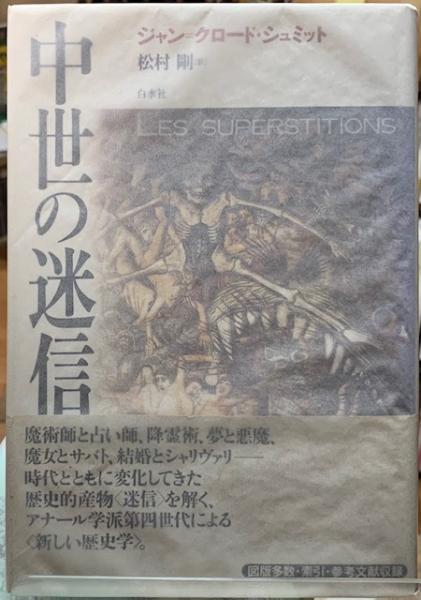 ジャン=クロード・シュミット
松村 剛 訳
白水社
中世の迷信
LES SUPERSTITIONS
魔術師と占い師、降霊術、夢と悪魔、
魔女とサバト、結婚とシャリヴァリ――
時代とともに変化してきた
歴史的産物〈迷信〉を解く、
アナール学派第四世代による
〈新しい歴史学〉。
図版多数・索引・参考文献収録